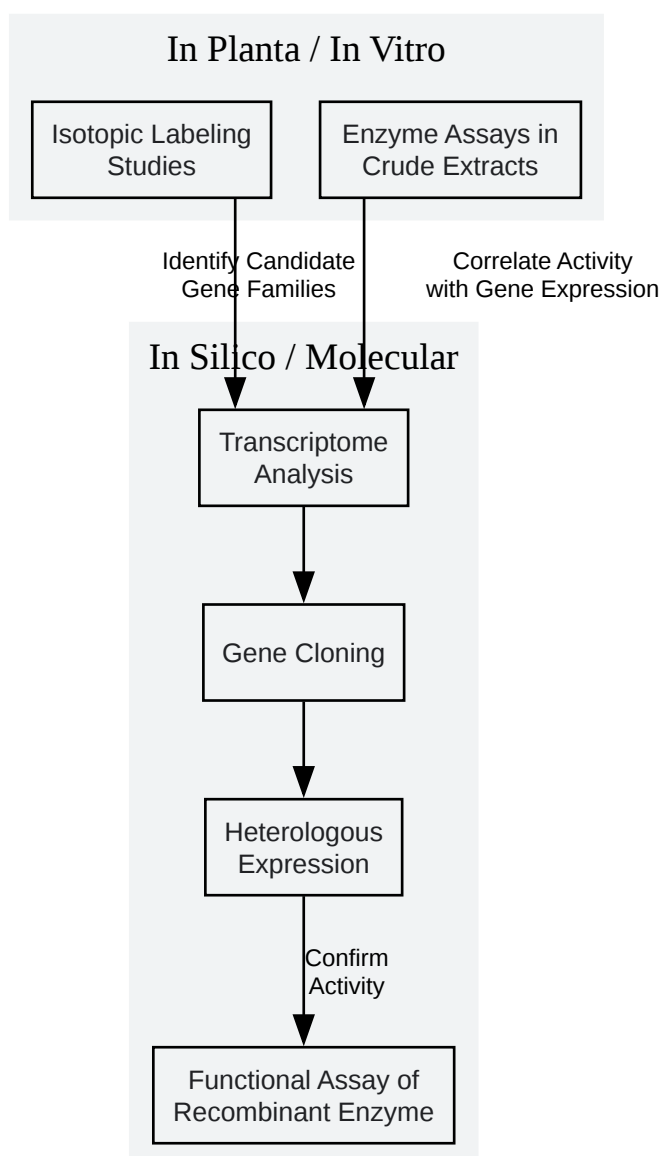 In Planta / In Vitro
Isotopic Labeling
Studies
Enzyme Assays in
Crude Extracts
Identify Candidate
Gene Families
Correlate Activity
with Gene Expression
In Silico / Molecular
Transcriptome
Analysis
Gene Cloning
Heterologous
Expression
Confirm
Activity
Functional Assay of
Recombinant Enzyme